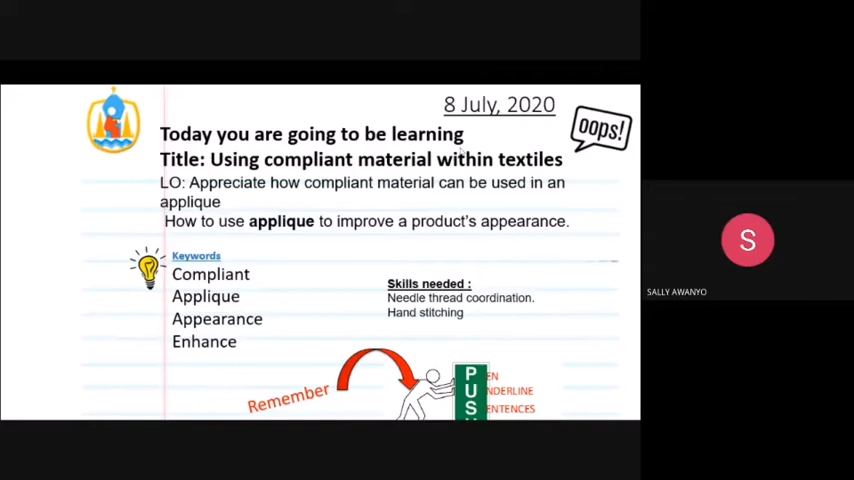 8 July, 2020
oops!
Today you are going to be learning
Title: Using compliant material within textiles
LO: Appreciate how compliant material can be used in an
applique
How to use applique to improve a product's appearance.
Keywords
Compliant
Applique
Appearance
Enhance
Skills needed :
Needle thread coordination.
Hand stitching
Remember
P EN
U NDERLINE
S ENTENCES
S
SALLY AWANYO